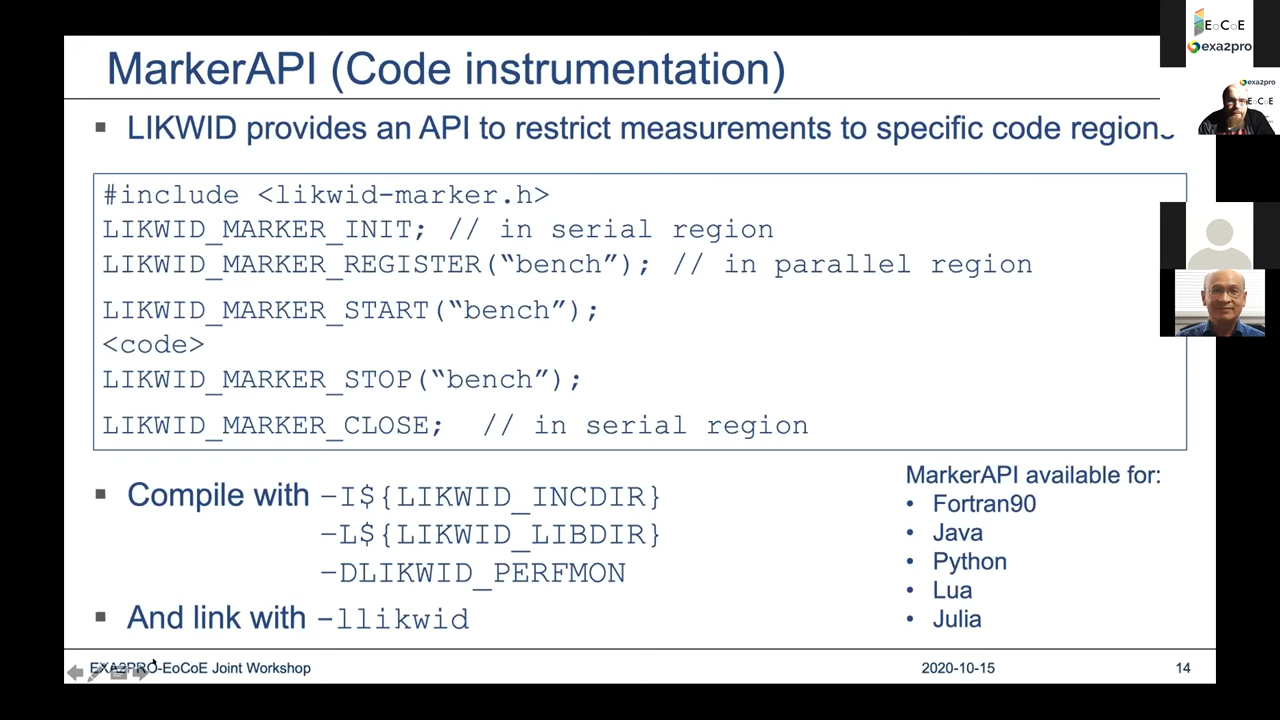 MarkerAPI (Code instrumentation)
▪ LIKWID provides an API to restrict measurements to specific code regions
#include <likwid-marker.h>
LIKWID_MARKER_INIT; // in serial region
LIKWID_MARKER_REGISTER(“bench”); // in parallel region
LIKWID_MARKER_START(“bench”);
<code>
LIKWID_MARKER_STOP(“bench”);
LIKWID_MARKER_CLOSE; // in serial region
▪ Compile with -I${LIKWID_INCDIR}
-L${LIKWID_LIBDIR}
-DLIKWID_PERFMON
▪ And link with -llikwid
MarkerAPI available for:
• Fortran90
• Java
• Python
• Lua
• Julia
EXA2PRO-EoCoE Joint Workshop
2020-10-15
14
EoCoE
exa2pro
exa2pro
EoCoE